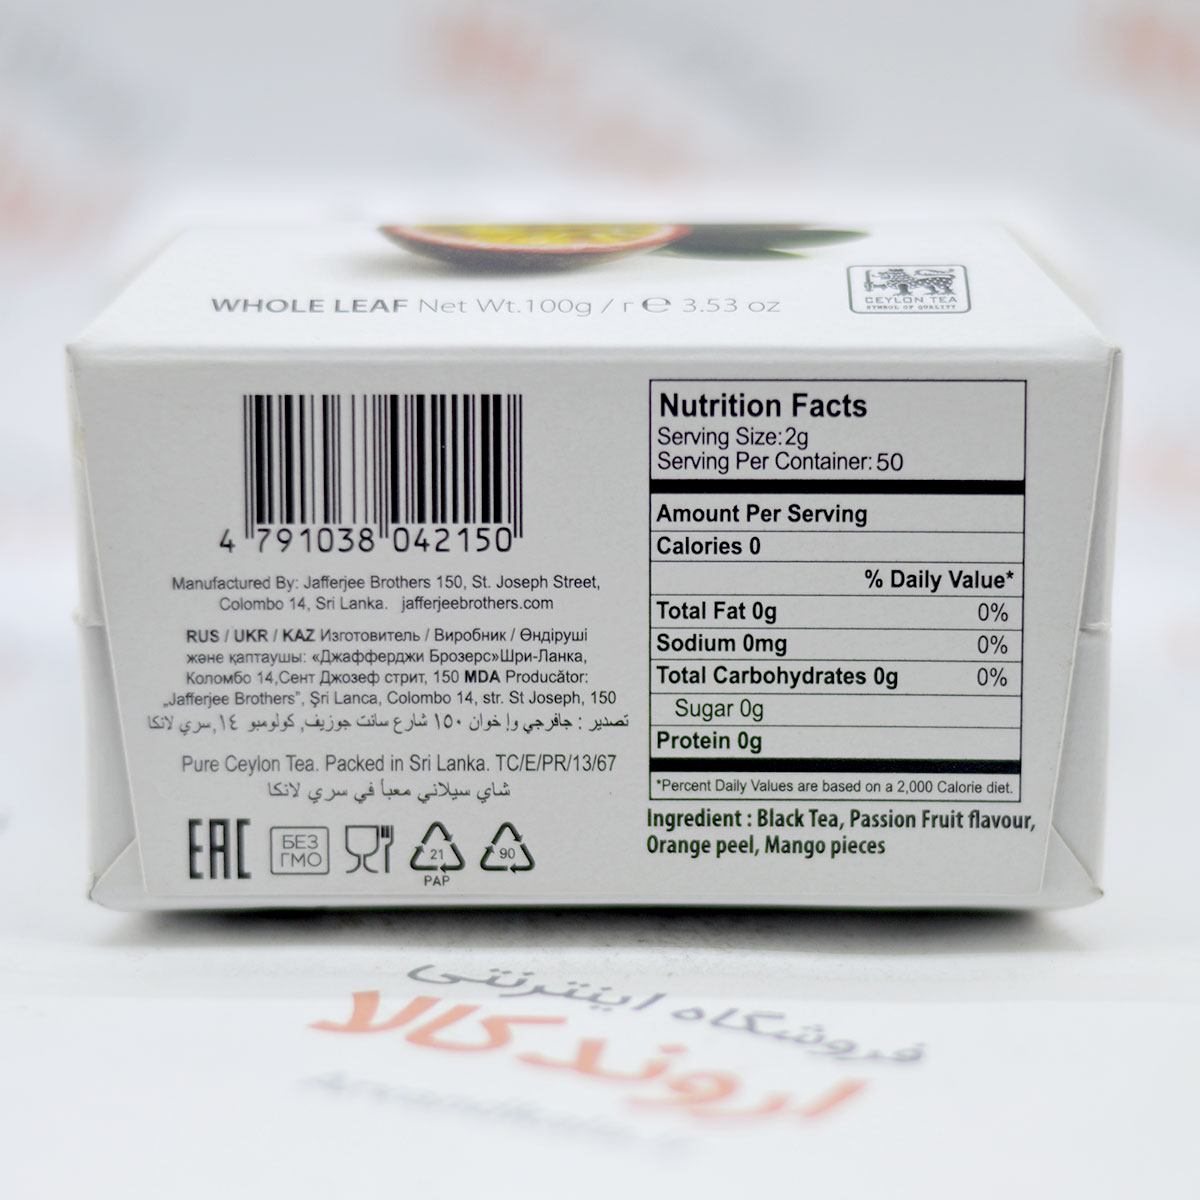 WHOLE LEAF Net Wt.100g / r ℮ 3.53 oz
CEYLON TEA
SYMBOL OF QUALITY
4 791038 042150
Manufactured By: Jafferjee Brothers 150, St. Joseph Street,
Colombo 14, Sri Lanka. jafferjeebrothers.com
RUS / UKR / KAZ Изготовитель / Виробник / Өндіруші
және қаптаушы: «Джафферджи Брозерс»Шри-Ланка,
Коломбо 14,Сент Джозеф стрит, 150 MDA Producător:
„Jafferjee Brothers”, Şri Lanca, Colombo 14, str. St Joseph, 150
تصدير : جافرجي وإخوان ١٥٠ شارع سانت جوزيف, كولومبو ١٤,سري لانكا
Pure Ceylon Tea. Packed in Sri Lanka. TC/E/PR/13/67
شاي سيلاني معبأ في سري لانكا
EAC
БЕЗ
ГМО
21
PAP
90
Nutrition Facts
Serving Size:2g
Serving Per Container:50
Amount Per Serving
Calories 0
% Daily Value*
Total Fat 0g 0%
Sodium 0mg 0%
Total Carbohydrates 0g 0%
Sugar 0g
Protein 0g
*Percent Daily Values are based on a 2,000 Calorie diet.
Ingredient : Black Tea, Passion Fruit flavour,
Orange peel, Mango pieces
فروشگاه اینترنتی
اروند کالا